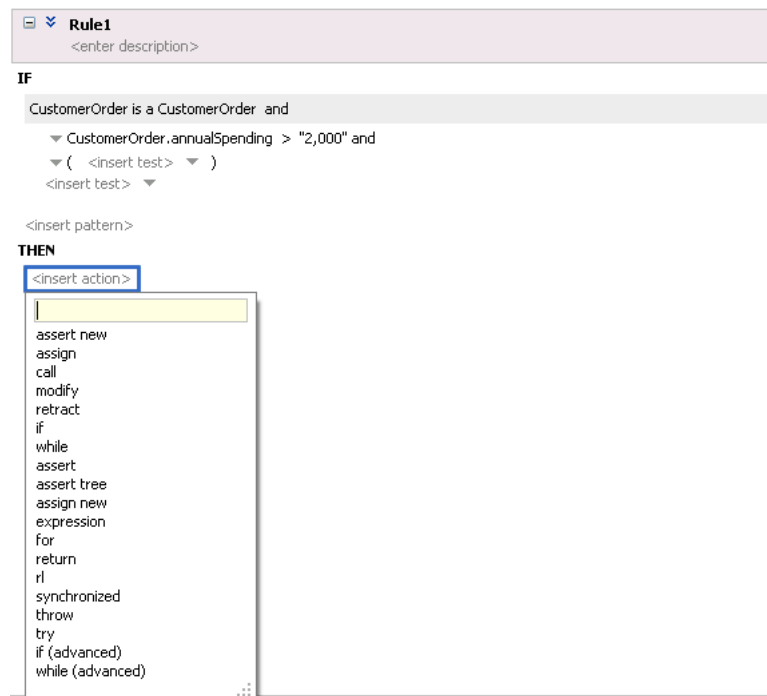 Rule1
<enter description>
IF
CustomerOrder is a CustomerOrder and
CustomerOrder.annualSpending > "2,000" and
( <insert test> )
<insert test>
<insert pattern>
THEN
<insert action>
assert new
assign
call
modify
retract
if
while
assert
assert tree
assign new
expression
for
return
rl
synchronized
throw
try
if (advanced)
while (advanced)